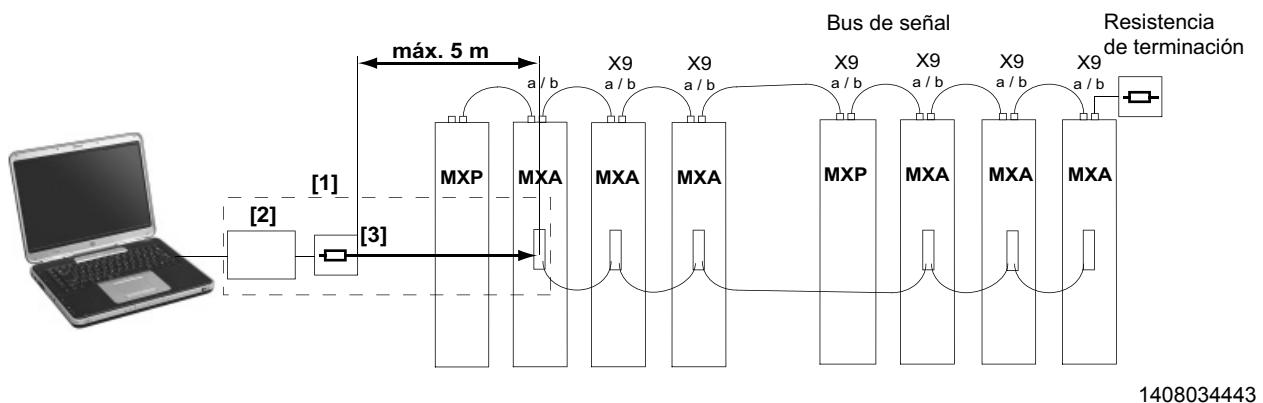 Bus de señal
Resistencia
de terminación
máx. 5 m
X9
X9
X9
X9
X9
X9
a / b
a / b
a / b
a / b
a / b
a / b
a / b
MXP
MXA
MXA
MXA
MXP
MXA
MXA
MXA
[1]
[2]
[3]
1408034443